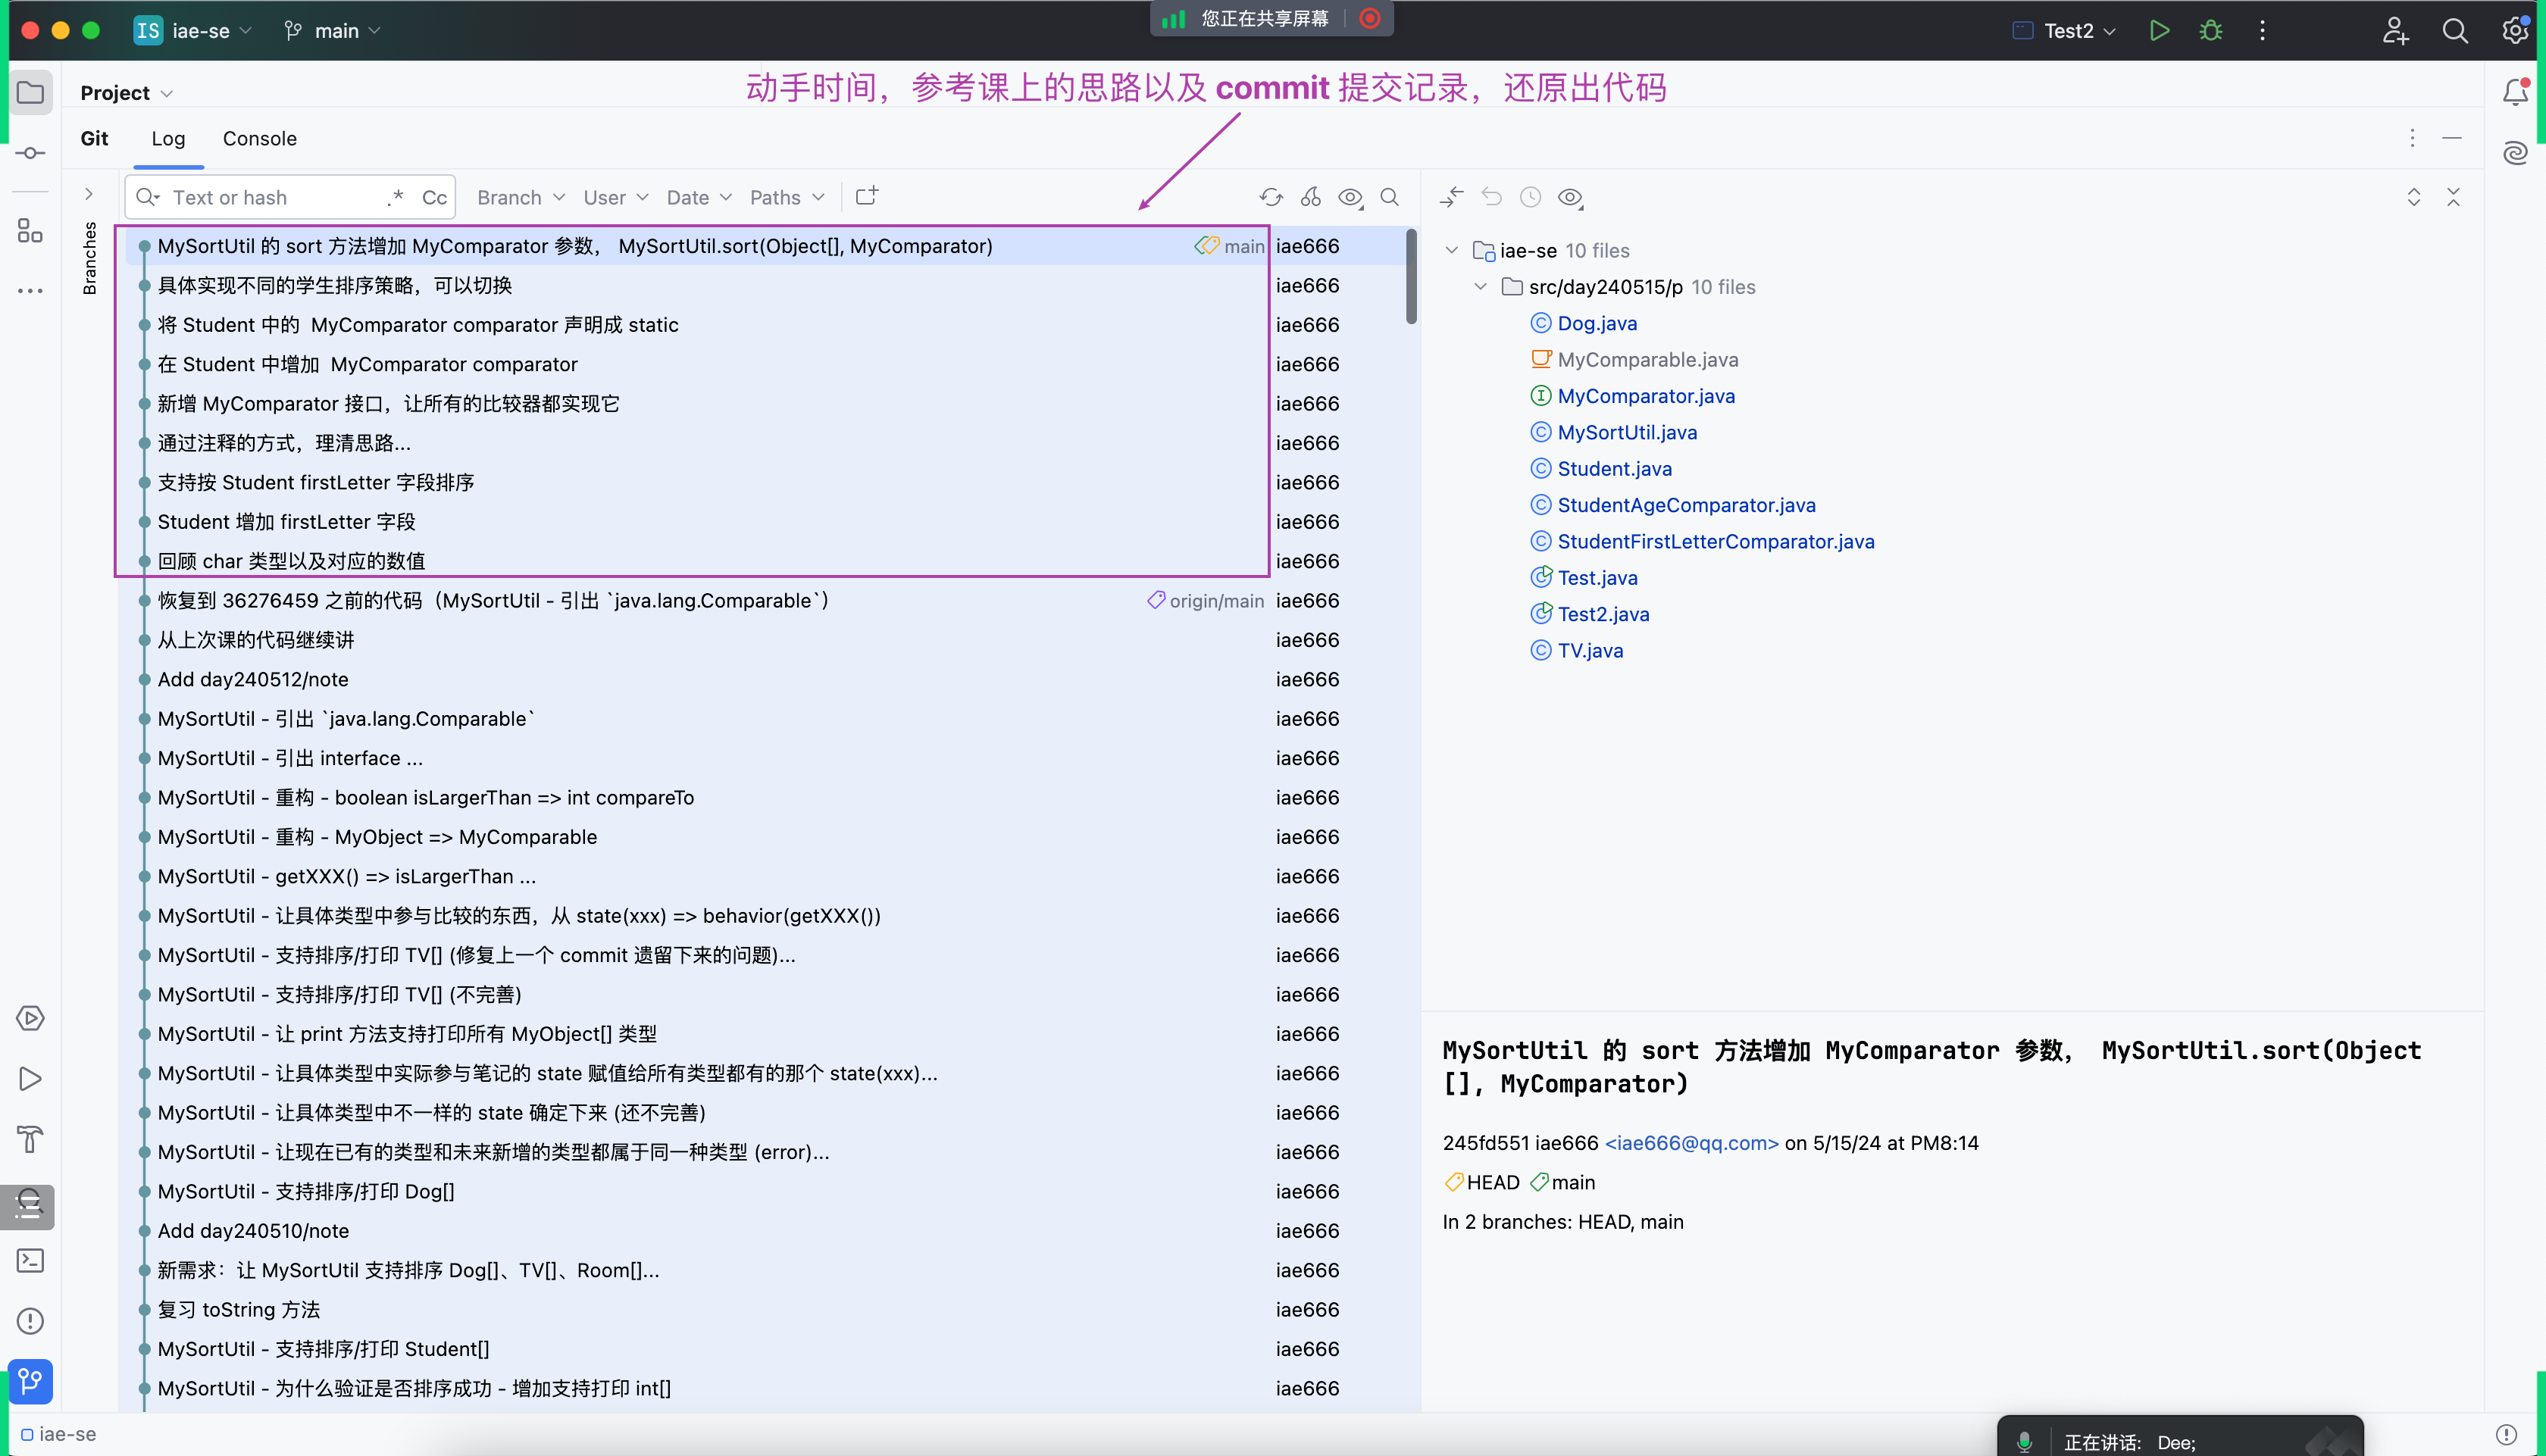 IS iae-se main 您正在共享屏幕 Test2
Project
动手时间，参考课上的思路以及 commit 提交记录，还原出代码
Git Log Console
Text or hash .* Cc Branch User Date Paths
Branches
MySortUtil 的 sort 方法增加 MyComparator 参数， MySortUtil.sort(Object[], MyComparator) main iae666
具体实现不同的学生排序策略，可以切换 iae666
将 Student 中的 MyComparator comparator 声明成 static iae666
在 Student 中增加 MyComparator comparator iae666
新增 MyComparator 接口，让所有的比较器都实现它 iae666
通过注释的方式，理清思路... iae666
支持按 Student firstLetter 字段排序 iae666
Student 增加 firstLetter 字段 iae666
回顾 char 类型以及对应的数值 iae666
恢复到 36276459 之前的代码（MySortUtil - 引出 `java.lang.Comparable`） origin/main iae666
从上次课的代码继续讲 iae666
Add day240512/note iae666
MySortUtil - 引出 `java.lang.Comparable` iae666
MySortUtil - 引出 interface ... iae666
MySortUtil - 重构 - boolean isLargerThan => int compareTo iae666
MySortUtil - 重构 - MyObject => MyComparable iae666
MySortUtil - getXXX() => isLargerThan ... iae666
MySortUtil - 让具体类型中参与比较的东西，从 state(xxx) => behavior(getXXX()) iae666
MySortUtil - 支持排序/打印 TV[] (修复上一个 commit 遗留下来的问题)... iae666
MySortUtil - 支持排序/打印 TV[] (不完善) iae666
MySortUtil - 让 print 方法支持打印所有 MyObject[] 类型 iae666
MySortUtil - 让具体类型中实际参与笔记的 state 赋值给所有类型都有的那个 state(xxx)... iae666
MySortUtil - 让具体类型中不一样的 state 确定下来 (还不完善) iae666
MySortUtil - 让现在已有的类型和未来新增的类型都属于同一种类型 (error)... iae666
MySortUtil - 支持排序/打印 Dog[] iae666
Add day240510/note iae666
新需求：让 MySortUtil 支持排序 Dog[]、TV[]、Room[]... iae666
复习 toString 方法 iae666
MySortUtil - 支持排序/打印 Student[] iae666
MySortUtil - 为什么验证是否排序成功 - 增加支持打印 int[] iae666
iae-se 10 files
src/day240515/p 10 files
Dog.java
MyComparable.java
MyComparator.java
MySortUtil.java
Student.java
StudentAgeComparator.java
StudentFirstLetterComparator.java
Test.java
Test2.java
TV.java
MySortUtil 的 sort 方法增加 MyComparator 参数， MySortUtil.sort(Object
[], MyComparator)
245fd551 iae666 <iae666@qq.com> on 5/15/24 at PM8:14
HEAD main
In 2 branches: HEAD, main
iae-se
正在讲话: Dee;